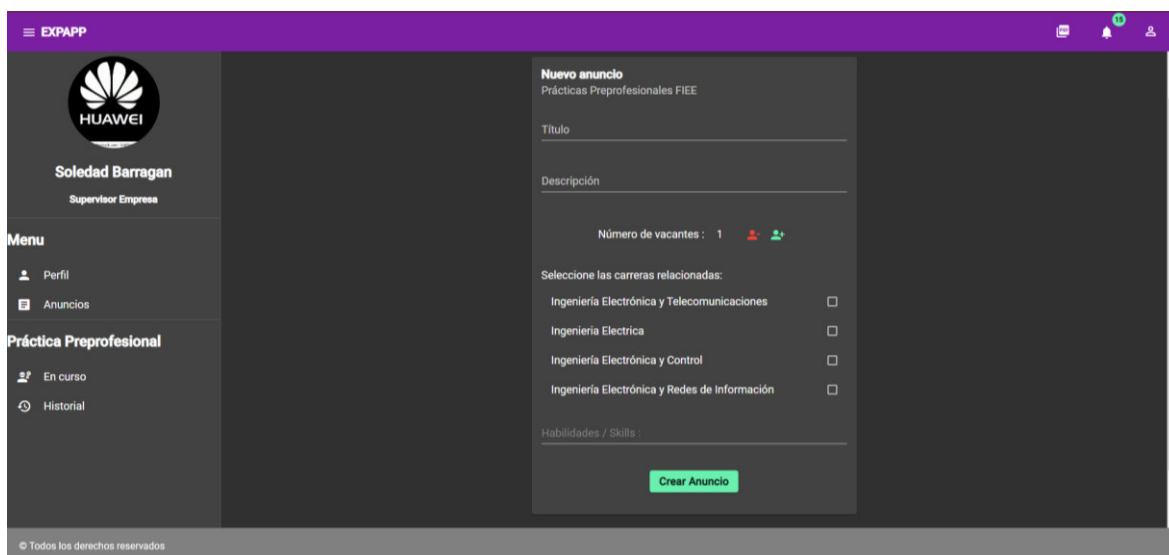 EXPAPP
15
HUAWEI
Soledad Barragan
Supervisor Empresa
Menu
Perfil
Anuncios
Práctica Preprofesional
En curso
Historial
Nuevo anuncio
Prácticas Preprofesionales FIEE
Título
Descripción
Número de vacantes : 1
Seleccione las carreras relacionadas:
Ingeniería Electrónica y Telecomunicaciones
Ingenieria Electrica
Ingeniería Electrónica y Control
Ingeniería Electrónica y Redes de Información
Habilidades / Skills :
Crear Anuncio
© Todos los derechos reservados